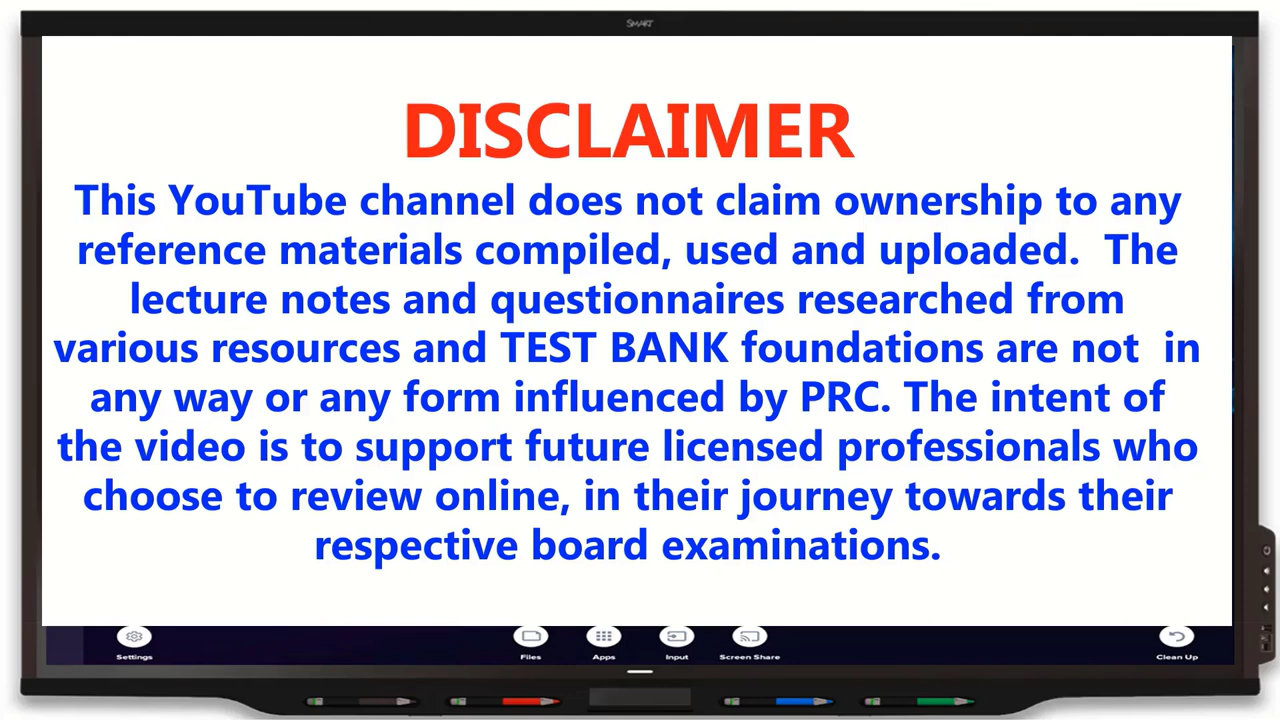 SMART
DISCLAIMER
This YouTube channel does not claim ownership to any
reference materials compiled, used and uploaded.  The
lecture notes and questionnaires researched from
various resources and TEST BANK foundations are not  in
any way or any form influenced by PRC. The intent of
the video is to support future licensed professionals who
choose to review online, in their journey towards their
respective board examinations.
Settings
Files
Apps
Input
Screen Share
Clean Up